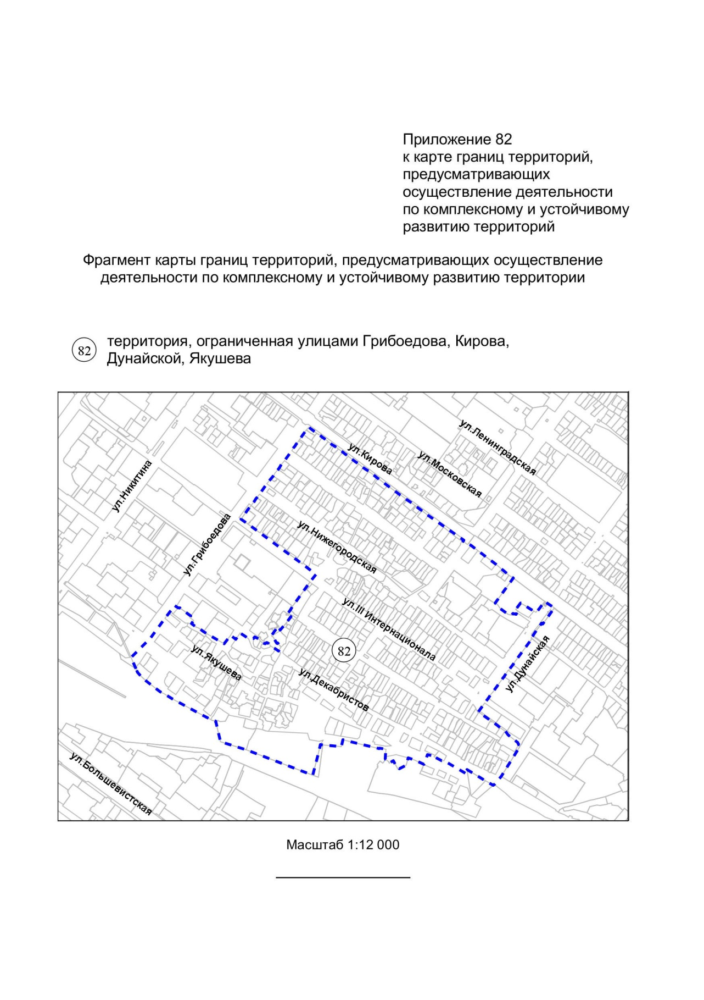 Приложение 82
к карте границ территорий,
предусматривающих
осуществление деятельности
по комплексному и устойчивому
развитию территорий
Фрагмент карты границ территорий, предусматривающих осуществление
деятельности по комплексному и устойчивому развитию территории
82
территория, ограниченная улицами Грибоедова, Кирова,
Дунайской, Якушева
ул.Ленинградская
ул.Кирова
ул.Московская
ул.Никитина
ул.Грибоедова
ул.Нижегородская
ул.III Интернационала
82
ул.Якушева
ул.Дунайская
ул.Декабристов
ул.Большевистская
Масштаб 1:12 000